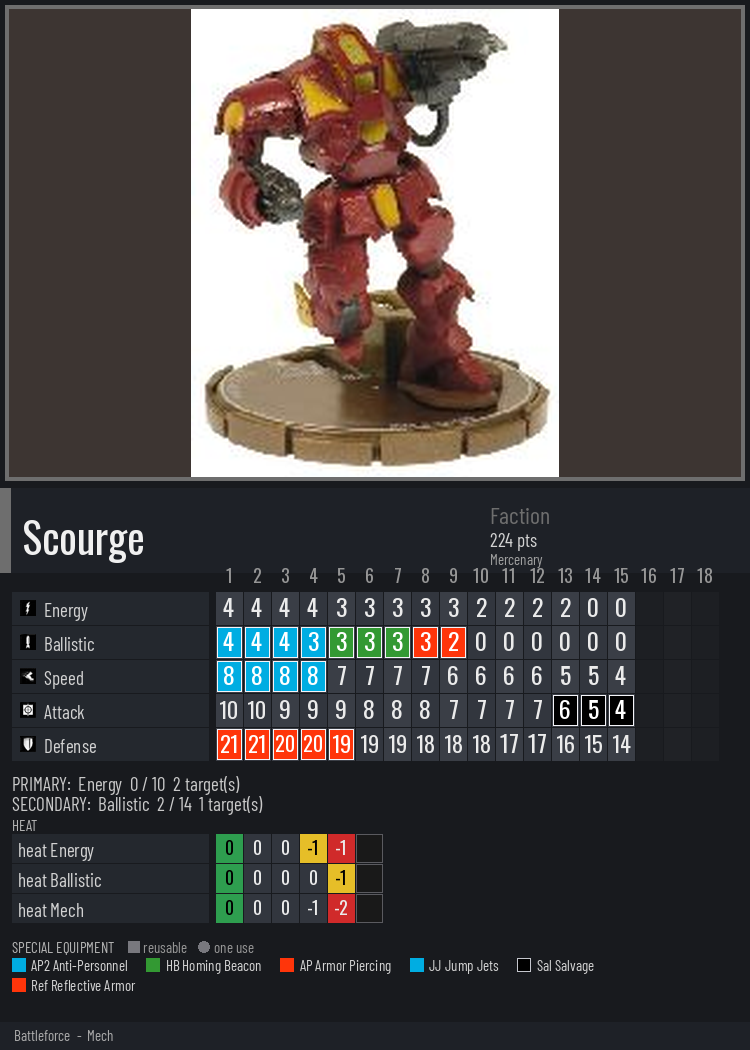 Scourge
Faction
224 pts
Mercenary
1 2 3 4 5 6 7 8 9 10 11 12 13 14 15 16 17 18
Energy 4 4 4 4 3 3 3 3 3 2 2 2 2 0 0
Ballistic 4 4 4 3 3 3 3 3 2 0 0 0 0 0 0
Speed 8 8 8 8 7 7 7 7 6 6 6 6 5 5 4
Attack 10 10 9 9 9 8 8 8 7 7 7 7 6 5 4
Defense 21 21 20 20 19 19 19 18 18 18 17 17 16 15 14
PRIMARY: Energy 0 / 10 2 target(s)
SECONDARY: Ballistic 2 / 14 1 target(s)
HEAT
heat Energy 0 0 0 -1 -1
heat Ballistic 0 0 0 0 -1
heat Mech 0 0 0 -1 -2
SPECIAL EQUIPMENT reusable one use
AP2 Anti-Personnel HB Homing Beacon AP Armor Piercing JJ Jump Jets Sal Salvage
Ref Reflective Armor
Battleforce - Mech